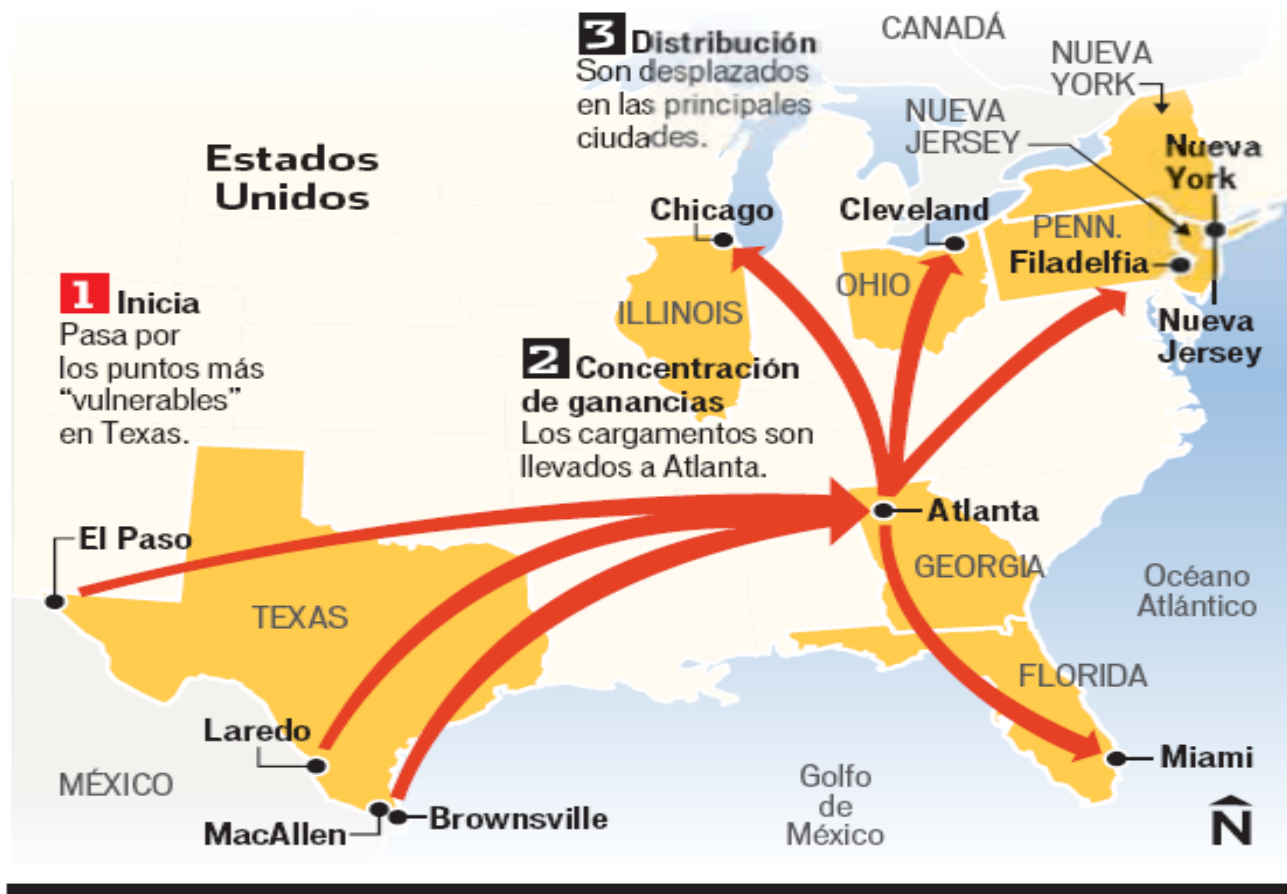 3 Distribución
Son desplazados
en las principales
ciudades.
CANADÁ
NUEVA
YORK
NUEVA
JERSEY
Nueva
York
Estados
Unidos
Chicago
Cleveland
PENN.
Filadelfia
OHIO
ILLINOIS
Nueva
Jersey
1 Inicia
Pasa por
los puntos más
“vulnerables”
en Texas.
2 Concentración
de ganancias
Los cargamentos son
llevados a Atlanta.
El Paso
Atlanta
GEORGIA
TEXAS
Océano
Atlántico
FLORIDA
Laredo
Miami
MÉXICO
Golfo
de
México
MacAllen
Brownsville
N